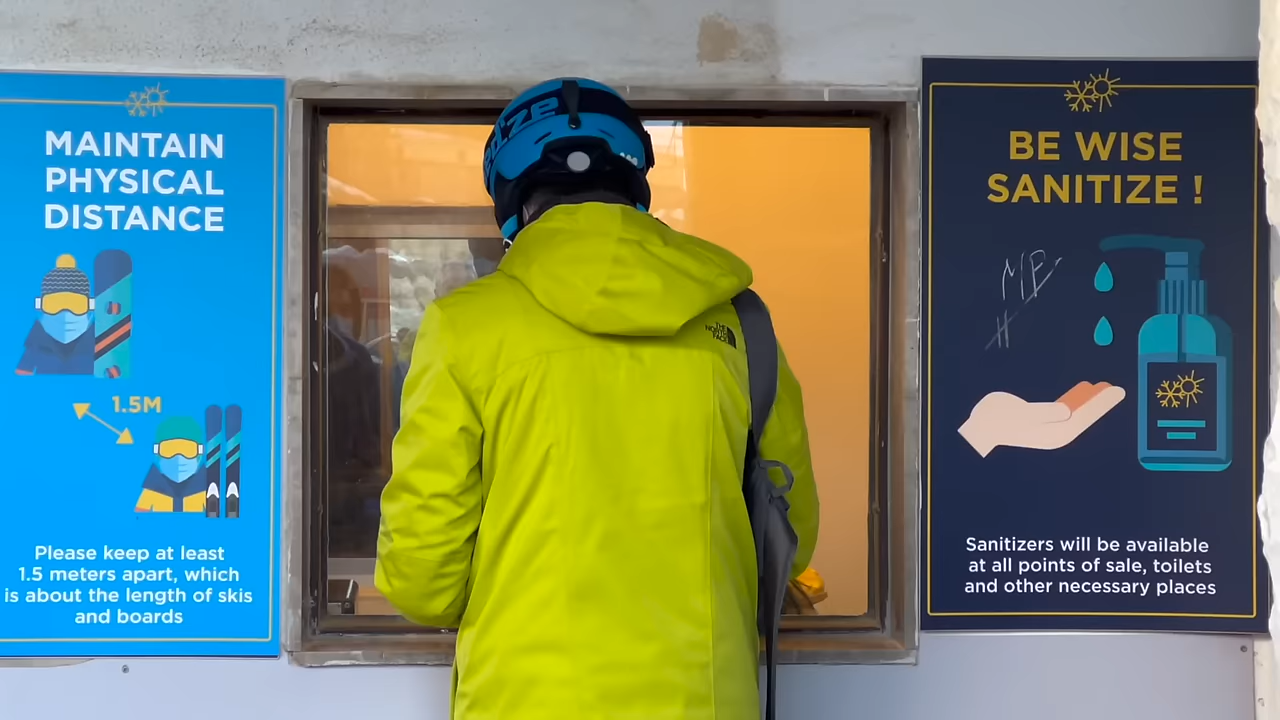 MAINTAIN
PHYSICAL
DISTANCE
1.5M
Please keep at least
1.5 meters apart, which
is about the length of skis
and boards
THE
NORTH
FACE
BE WISE
SANITIZE !
Sanitizers will be available
at all points of sale, toilets
and other necessary places